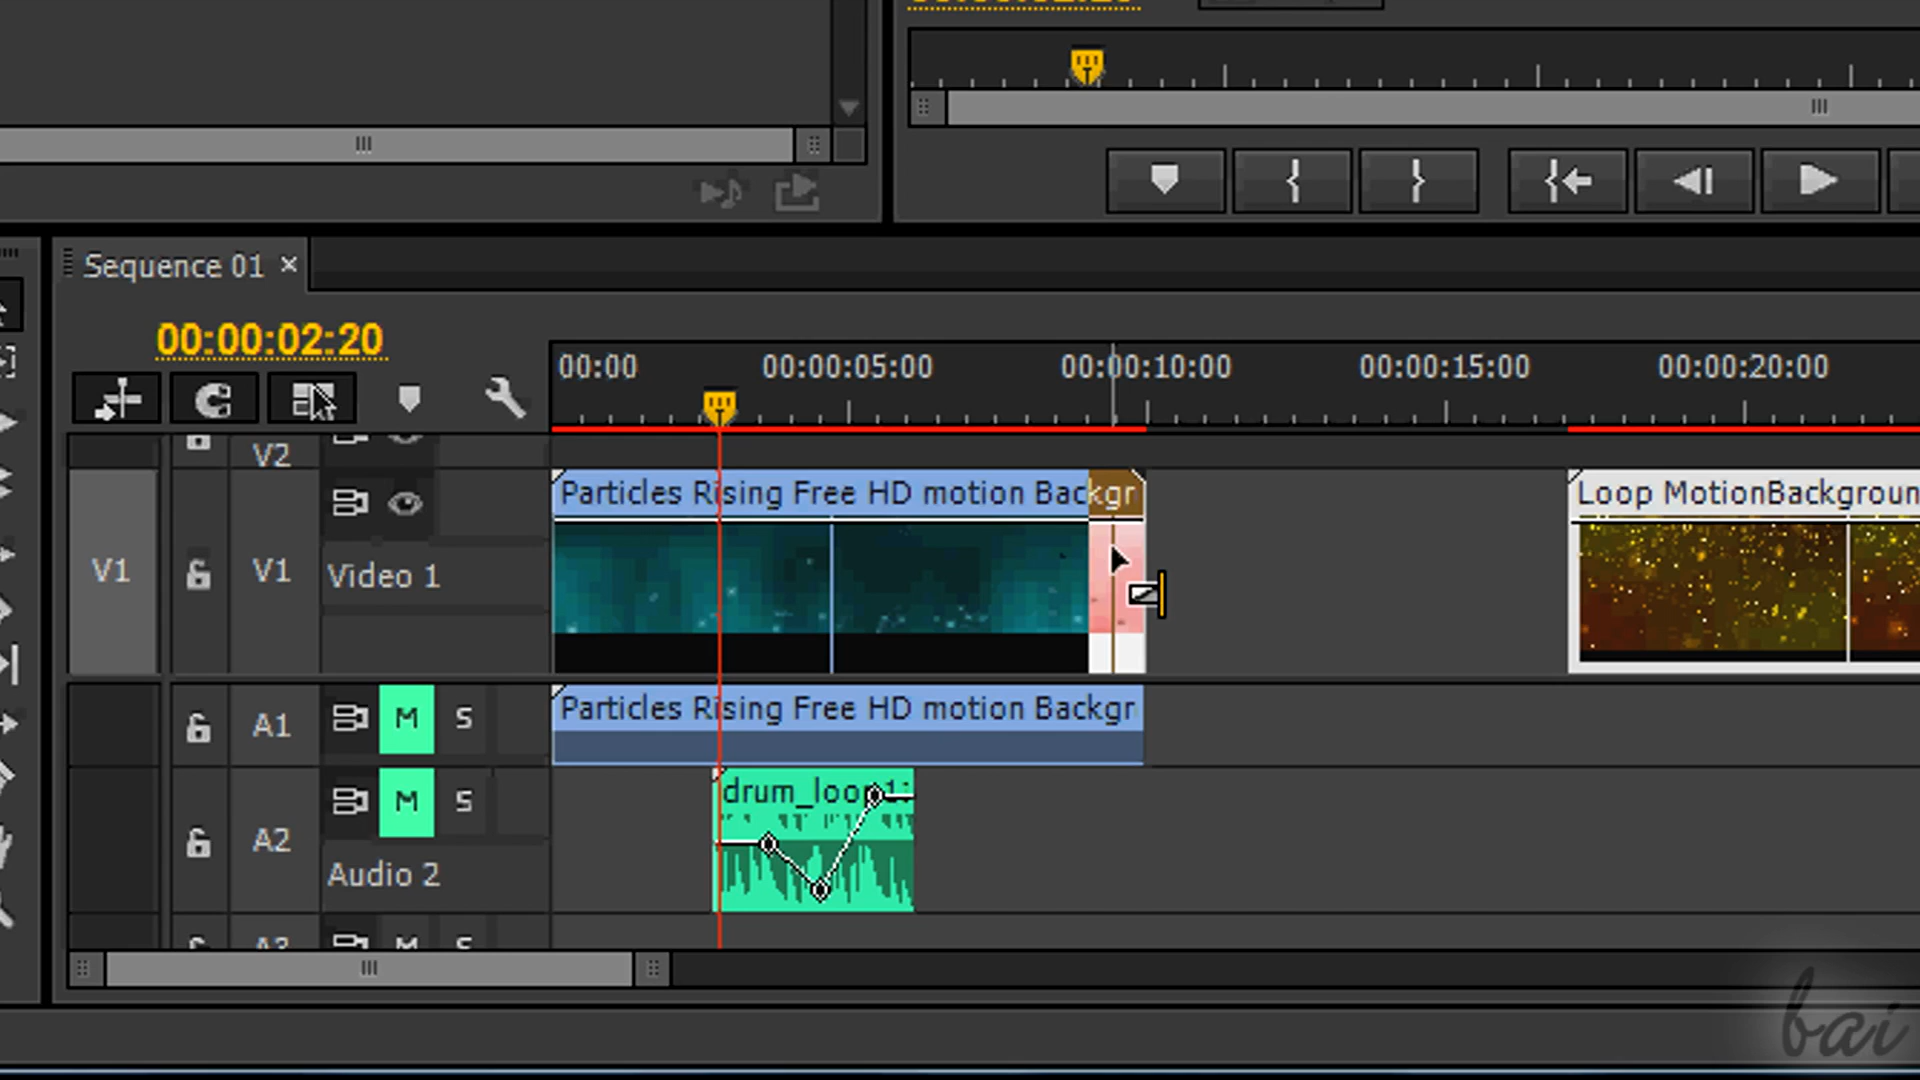 Sequence 01
00:00:02:20
00:00 00:00:05:00 00:00:10:00 00:00:15:00 00:00:20:00
V2
V1 V1
Video 1
Particles Rising Free HD motion Backgr
Loop MotionBackgroun
A1 M S
Particles Rising Free HD motion Backgr
A2 M S
Audio 2
drum_loop
A3 M S
bai